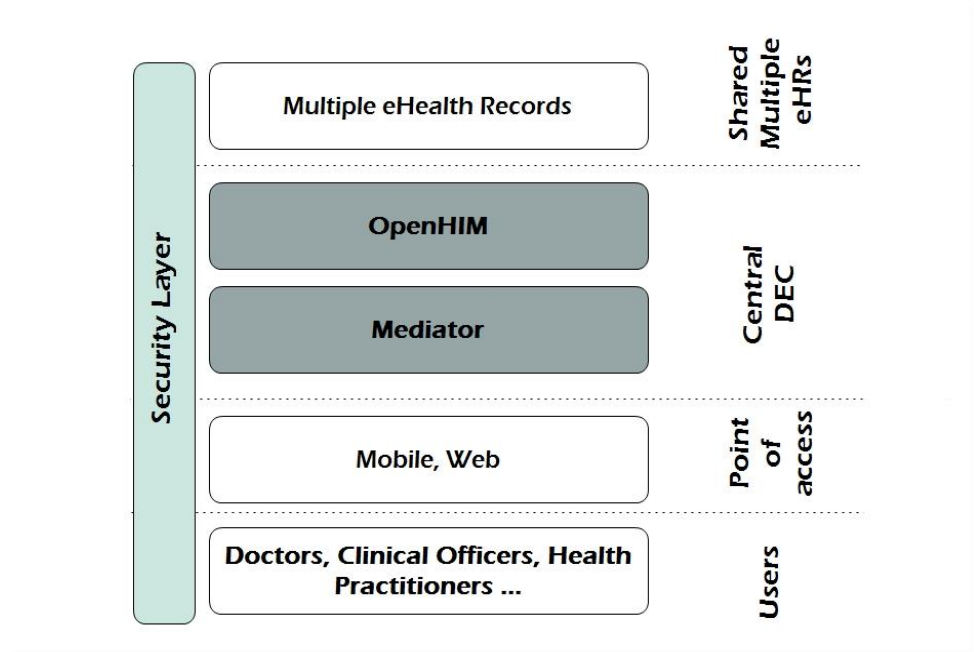 Security Layer
Multiple eHealth Records
Shared
Multiple
eHRs
OpenHIM
Mediator
Central
DEC
Mobile, Web
Point
of
access
Doctors, Clinical Officers, Health
Practitioners ...
Users